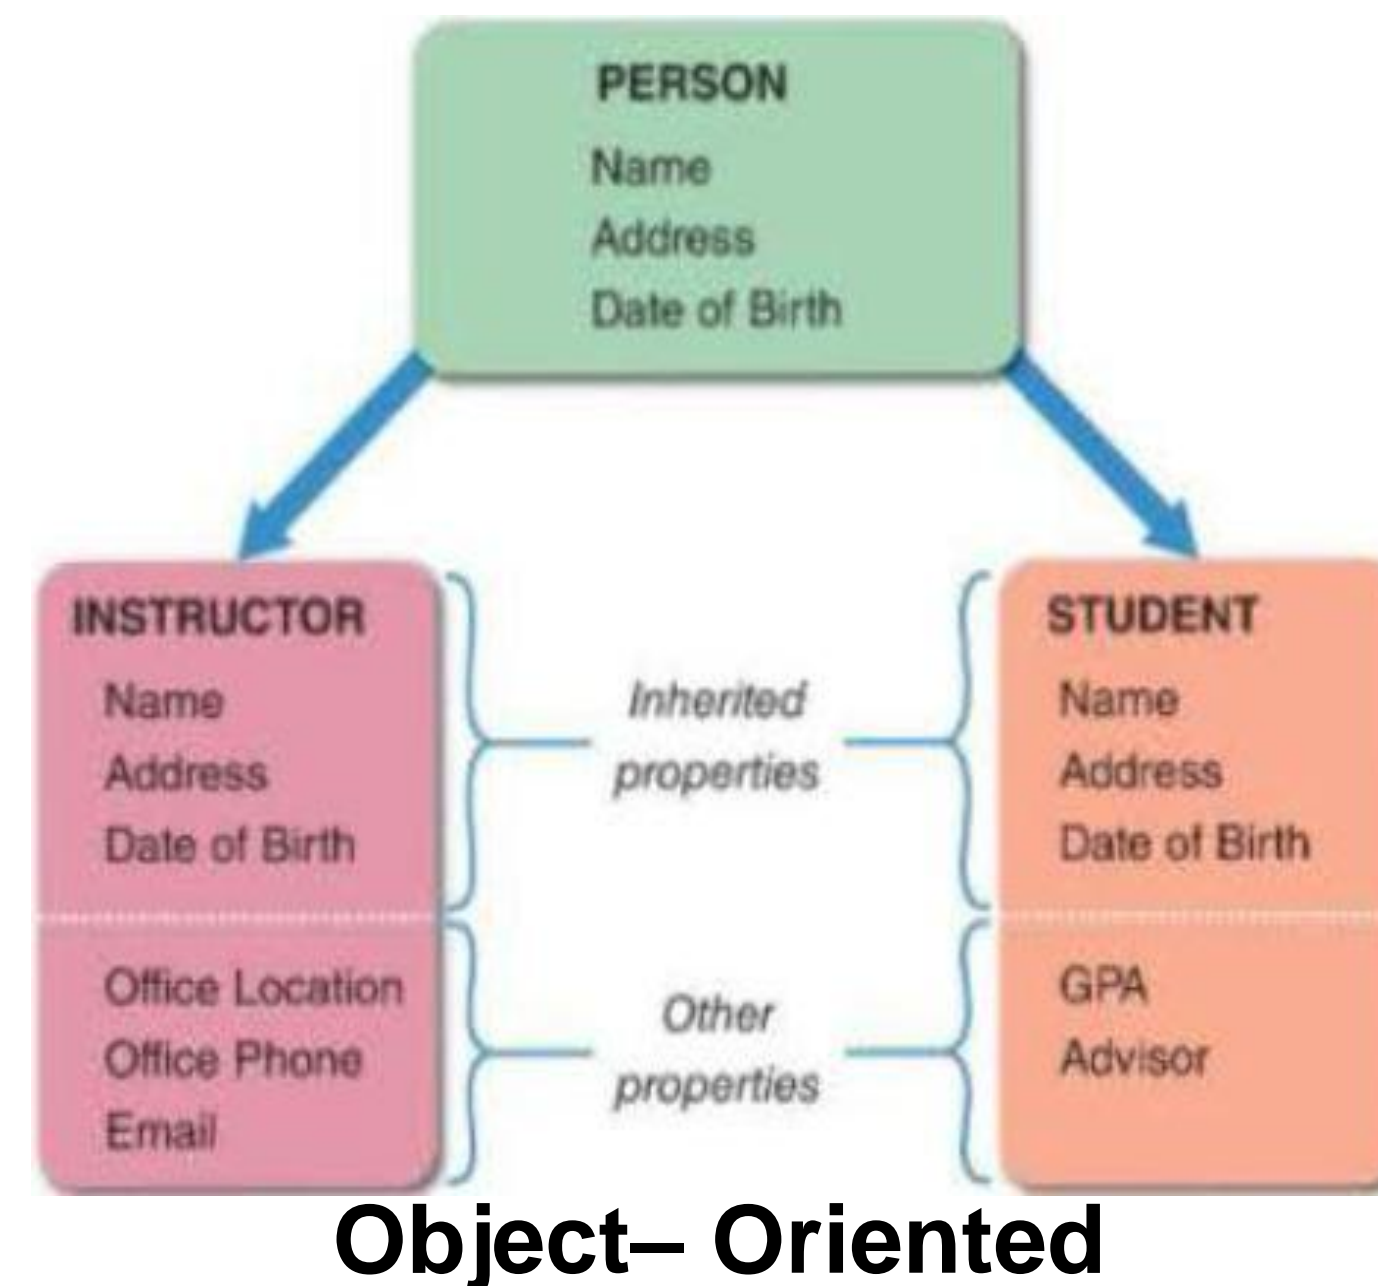 PERSON
Name
Address
Date of Birth
INSTRUCTOR
Name
Address
Date of Birth
Office Location
Office Phone
Email
Inherited
properties
Other
properties
STUDENT
Name
Address
Date of Birth
GPA
Advisor
Object– Oriented